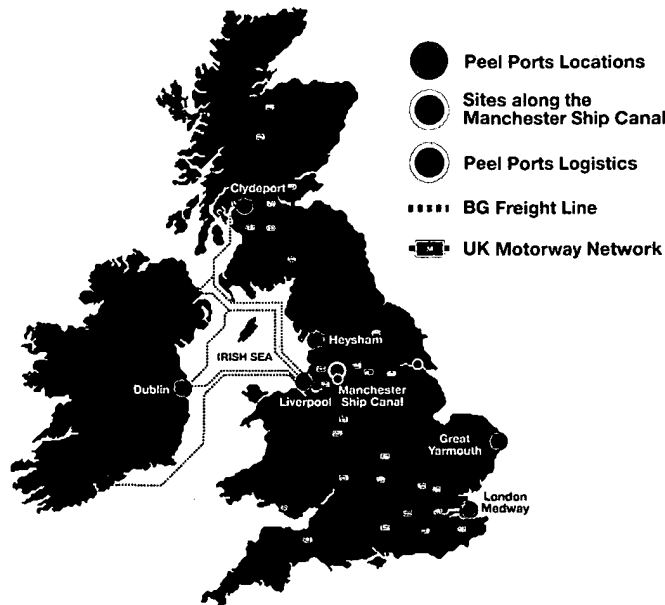 Peel Ports Locations
Sites along the
Manchester Ship Canal
Peel Ports Logistics
BG Freight Line
UK Motorway Network
Clydeport
Heysham
IRISH SEA
Dublin
Liverpool
Manchester
Ship Canal
Great
Yarmouth
London
Medway